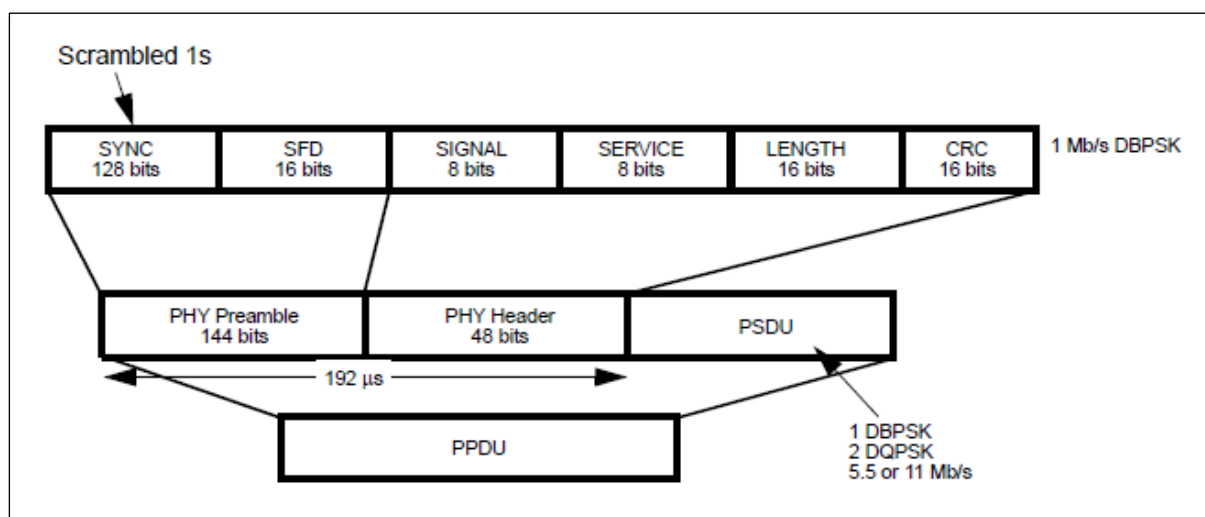 Scrambled 1s
SYNC
128 bits
SFD
16 bits
SIGNAL
8 bits
SERVICE
8 bits
LENGTH
16 bits
CRC
16 bits
1 Mb/s DBPSK
PHY Preamble
144 bits
PHY Header
48 bits
PSDU
192 μs
1 DBPSK
2 DQPSK
5.5 or 11 Mb/s
PPDU